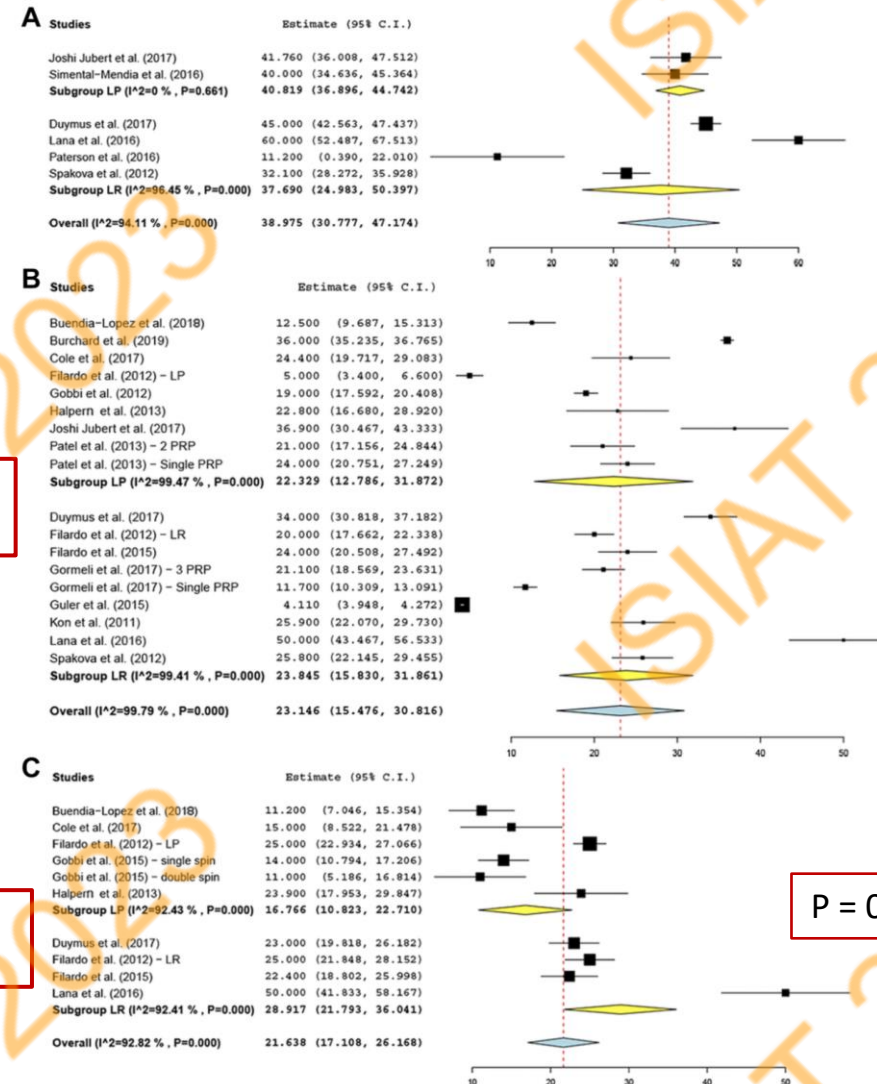 A Studies Estimate (95% C.I.)
Joshi Jubert et al. (2017) 41.760 (36.008, 47.512)
Simental-Mendia et al. (2016) 40.000 (34.636, 45.364)
Subgroup LP (I^2=0 % , P=0.661) 40.819 (36.896, 44.742)
Duymus et al. (2017) 45.000 (42.563, 47.437)
Lana et al. (2016) 60.000 (52.487, 67.513)
Paterson et al. (2016) 11.200 (0.390, 22.010)
Spakova et al. (2012) 32.100 (28.272, 35.928)
Subgroup LR (I^2=96.45 % , P=0.000) 37.690 (24.983, 50.397)
Overall (I^2=94.11 % , P=0.000) 38.975 (30.777, 47.174)
10 20 30 40 50 60
B Studies Estimate (95% C.I.)
Buendia-Lopez et al. (2018) 12.500 (9.687, 15.313)
Burchard et al. (2019) 36.000 (35.235, 36.765)
Cole et al. (2017) 24.400 (19.717, 29.083)
Filardo et al. (2012) - LP 5.000 (3.400, 6.600)
Gobbi et al. (2012) 19.000 (17.592, 20.408)
Halpern et al. (2013) 22.800 (16.680, 28.920)
Joshi Jubert et al. (2017) 36.900 (30.467, 43.333)
Patel et al. (2013) - 2 PRP 21.000 (17.156, 24.844)
Patel et al. (2013) - Single PRP 24.000 (20.751, 27.249)
Subgroup LP (I^2=99.47 % , P=0.000) 22.329 (12.786, 31.872)
Duymus et al. (2017) 34.000 (30.818, 37.182)
Filardo et al. (2012) - LR 20.000 (17.662, 22.338)
Filardo et al. (2015) 24.000 (20.508, 27.492)
Gormeli et al. (2017) - 3 PRP 21.100 (18.569, 23.631)
Gormeli et al. (2017) - Single PRP 11.700 (10.309, 13.091)
Guler et al. (2015) 4.110 (3.948, 4.272)
Kon et al. (2011) 25.900 (22.070, 29.730)
Lana et al. (2016) 50.000 (43.467, 56.533)
Spakova et al. (2012) 25.800 (22.145, 29.455)
Subgroup LR (I^2=99.41 % , P=0.000) 23.845 (15.830, 31.861)
Overall (I^2=99.79 % , P=0.000) 23.146 (15.476, 30.816)
10 20 30 40 50
C Studies Estimate (95% C.I.)
Buendia-Lopez et al. (2018) 11.200 (7.046, 15.354)
Cole et al. (2017) 15.000 (8.522, 21.478)
Filardo et al. (2012) - LP 25.000 (22.934, 27.066)
Gobbi et al. (2015) - single spin 14.000 (10.794, 17.206)
Gobbi et al. (2015) - double spin 11.000 (5.186, 16.814)
Halpern et al. (2013) 23.900 (17.953, 29.847)
Subgroup LP (I^2=92.43 % , P=0.000) 16.766 (10.823, 22.710)
P = 0
Duymus et al. (2017) 23.000 (19.818, 26.182)
Filardo et al. (2012) - LR 25.000 (21.848, 28.152)
Filardo et al. (2015) 22.400 (18.802, 25.998)
Lana et al. (2016) 50.000 (41.833, 58.167)
Subgroup LR (I^2=92.41 % , P=0.000) 28.917 (21.793, 36.041)
Overall (I^2=92.82 % , P=0.000) 21.638 (17.108, 26.168)
10 20 30 40 50
2023
ISIAT
2023